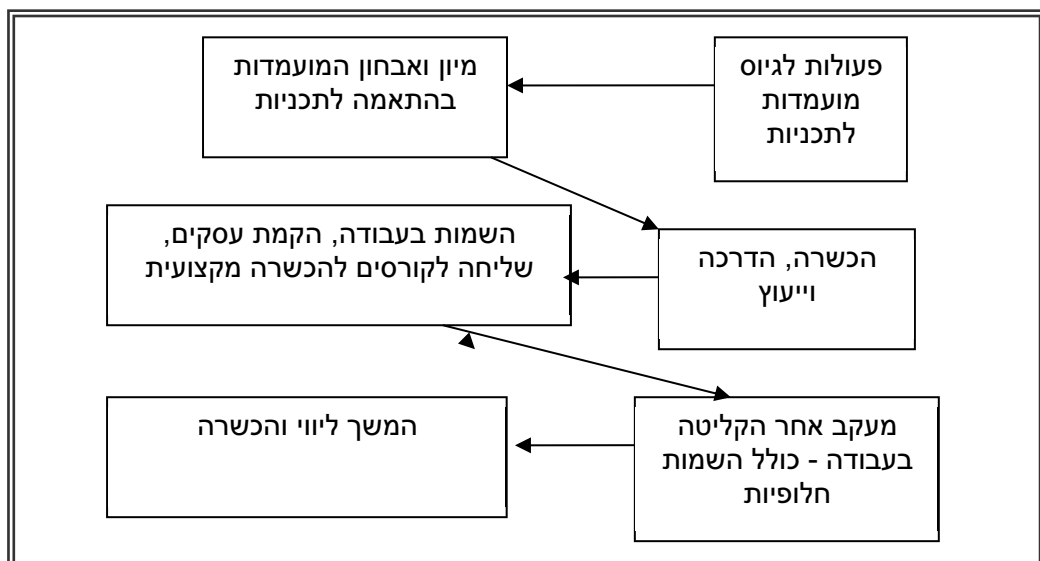 פעולות לגיוס
מועמדות
לתכניות
מיון ואבחון המועמדות
בהתאמה לתכניות
הכשרה, הדרכה
וייעוץ
השמות בעבודה, הקמת עסקים,
שליחה לקורסים להכשרה מקצועית
מעקב אחר הקליטה
בעבודה - כולל השמות
חלופיות
המשך ליווי והכשרה